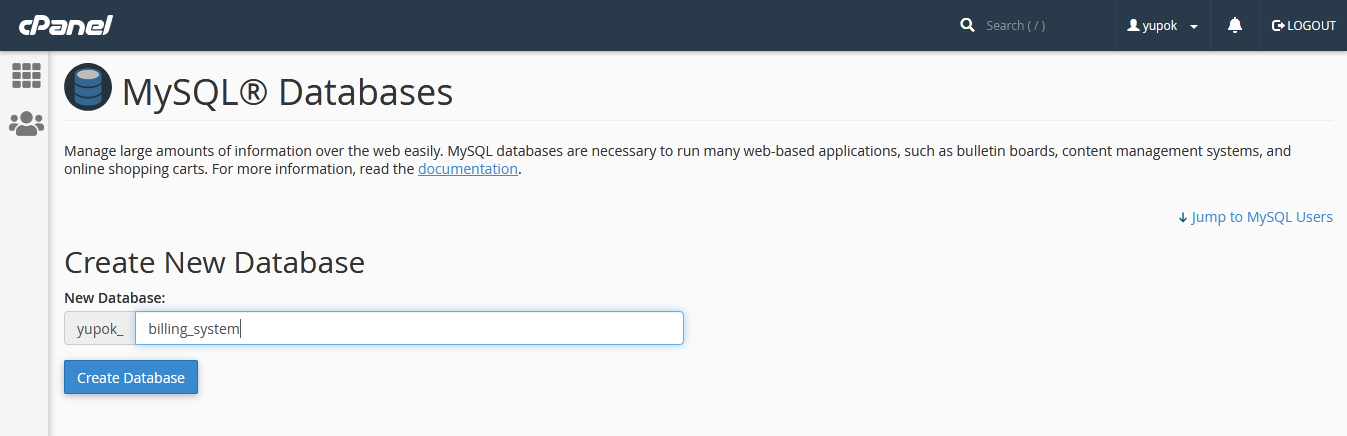 cPanel
Search ( / )
yupok
LOGOUT
MySQL® Databases
Manage large amounts of information over the web easily. MySQL databases are necessary to run many web-based applications, such as bulletin boards, content management systems, and
online shopping carts. For more information, read the documentation.
Jump to MySQL Users
Create New Database
New Database:
yupok_ billing_system
Create Database